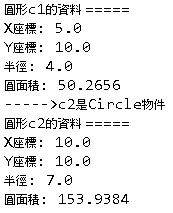 圓形c1的資料=====
X座標: 5.0
Y座標: 10.0
半徑: 4.0
圓面積: 50.2656
----->c2是Circle物件
圓形c2的資料=====
X座標: 10.0
Y座標: 10.0
半徑: 7.0
圓面積: 153.9384